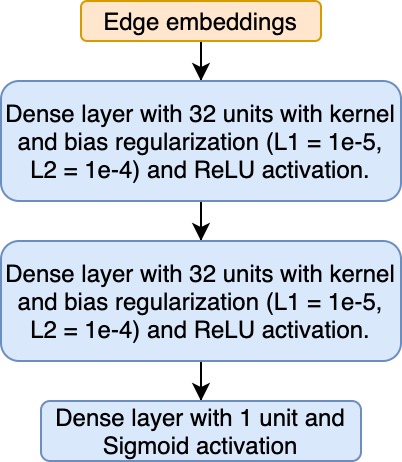 Edge embeddings
Dense layer with 32 units with kernel
and bias regularization (L1 = 1e-5,
L2 = 1e-4) and ReLU activation.
Dense layer with 32 units with kernel
and bias regularization (L1 = 1e-5,
L2 = 1e-4) and ReLU activation.
Dense layer with 1 unit and
Sigmoid activation